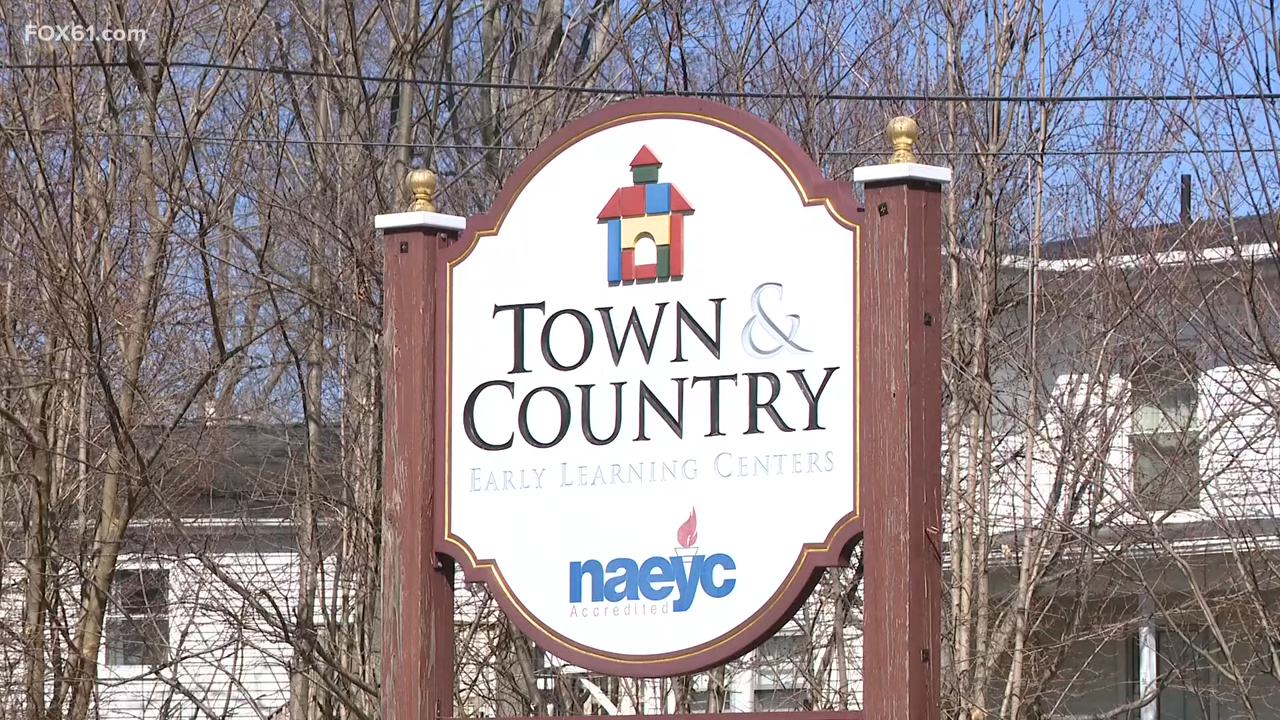 FOX61.com
TOWN &
COUNTRY
EARLY LEARNING CENTERS
naeyc
Accredited